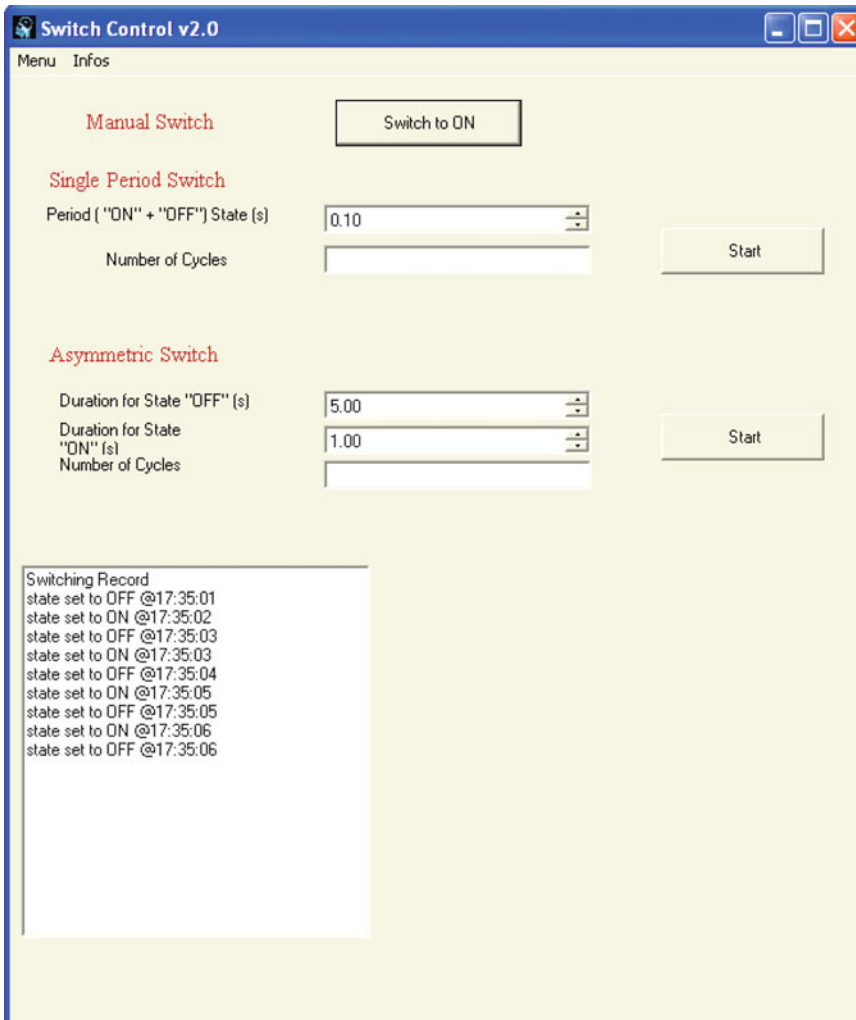 Switch Control v2.0
Menu Infos
Manual Switch
Switch to ON
Single Period Switch
Period ( "ON" + "OFF") State (s)
0.10
Number of Cycles
Start
Asymmetric Switch
Duration for State "OFF" (s)
5.00
Duration for State
"ON" (s)
1.00
Number of Cycles
Start
Switching Record
state set to OFF @17:35:01
state set to ON @17:35:02
state set to OFF @17:35:03
state set to ON @17:35:03
state set to OFF @17:35:04
state set to ON @17:35:05
state set to OFF @17:35:05
state set to ON @17:35:06
state set to OFF @17:35:06